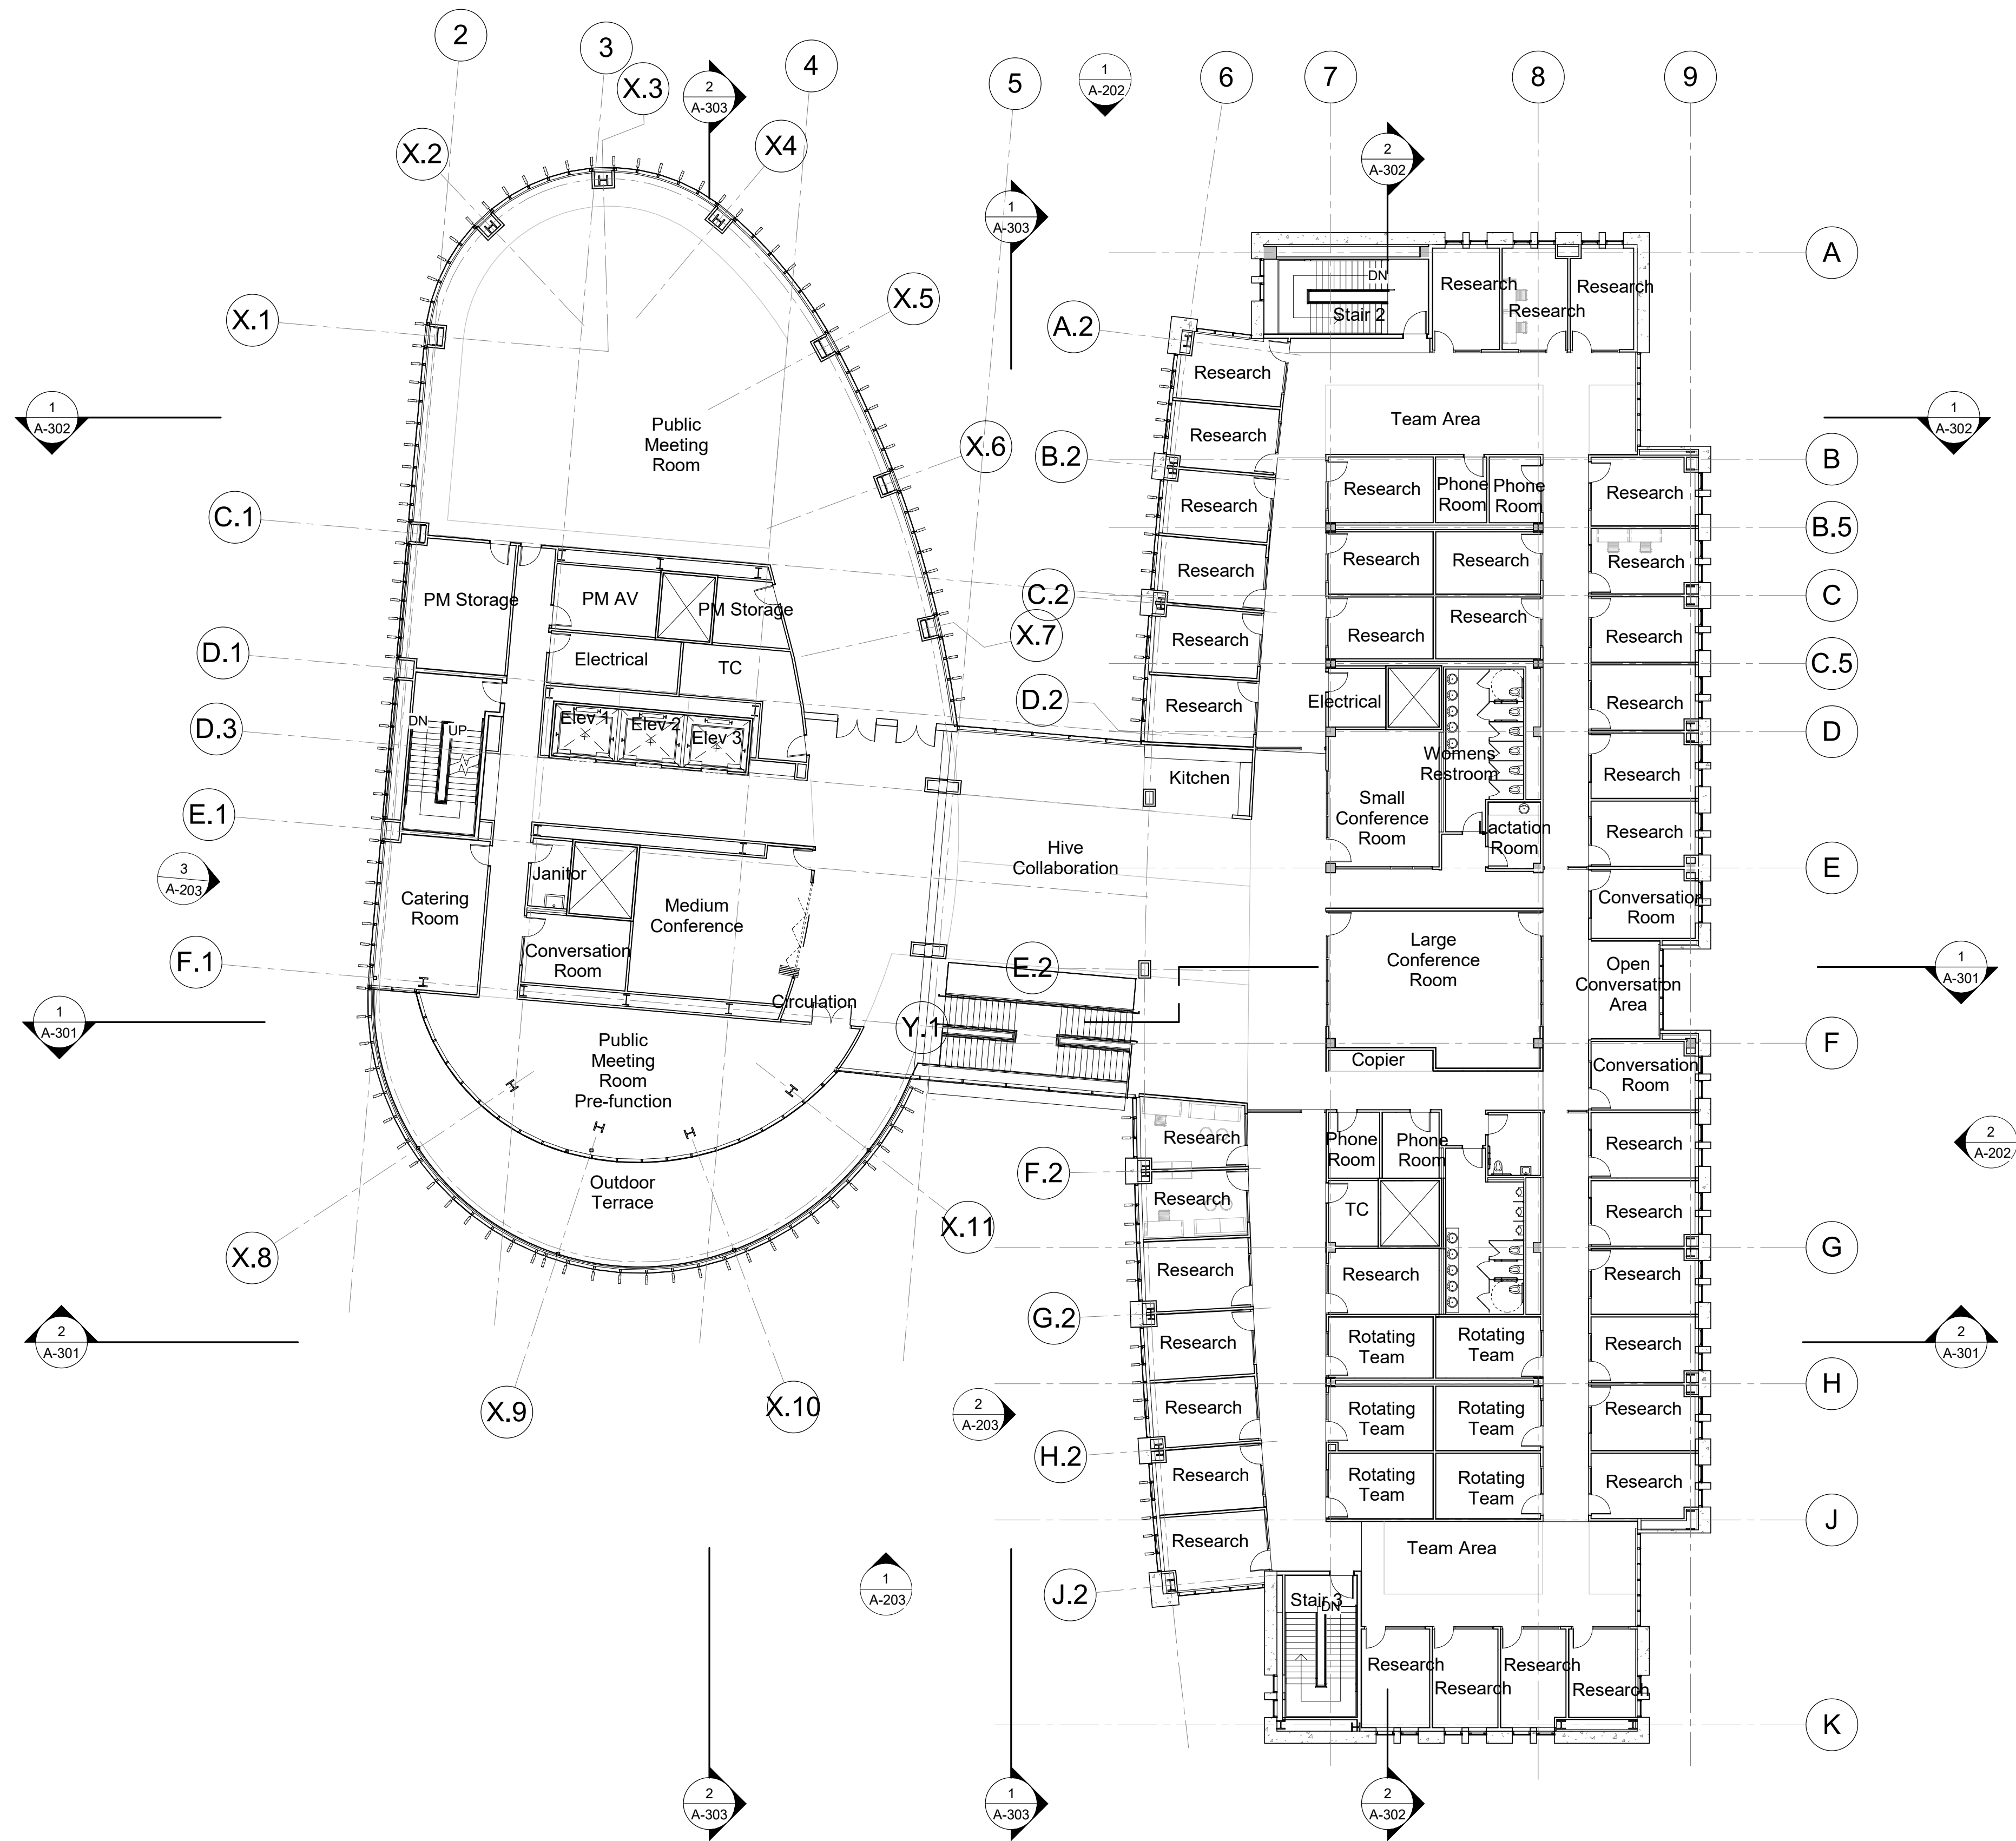 2
3
4
5
6
7
8
9
X.3
2
A-303
1
A-202
X.2
X4
2
A-302
1
A-303
A
DN
Stair 2
Research
Research
Research
X.1
X.5
A.2
Research
1
A-302
Public
Meeting
Room
X.6
B.2
Research
Team Area
1
A-302
B
C.1
Research
Research
Phone
Room
Phone
Room
Research
B.5
PM Storage
PM AV
PM Storage
C.2
Research
Research
Research
Research
C
X.7
Research
Research
Research
Research
D.1
Electrical
TC
C.5
D.2
Research
Electrical
Research
D.3
DN
UP
Elev 1
Elev 2
Elev 3
D
Kitchen
Womens
Restroom
Research
E.1
Small
Conference
Room
Lactation
Room
Research
Hive
Collaboration
3
A-203
Janitor
E
Catering
Room
Medium
Conference
Conversation
Room
F.1
Conversation
Room
E.2
Large
Conference
Room
Open
Conversation
Area
1
A-301
1
A-301
Circulation
Y.1
F
Public
Meeting
Room
Pre-function
Copier
Conversation
Room
Research
Phone
Room
Phone
Room
Research
2
A-202
F.2
Outdoor
Terrace
Research
TC
Research
X.11
X.8
Research
Research
Research
G
G.2
2
A-301
Research
Rotating
Team
Rotating
Team
Research
2
A-301
H
X.9
X.10
2
A-203
Research
Rotating
Team
Rotating
Team
Research
H.2
Research
Rotating
Team
Rotating
Team
Research
J
Research
Team Area
1
A-203
J.2
Stair 3
DN
Research
Research
Research
Research
K
2
A-303
1
A-303
2
A-302